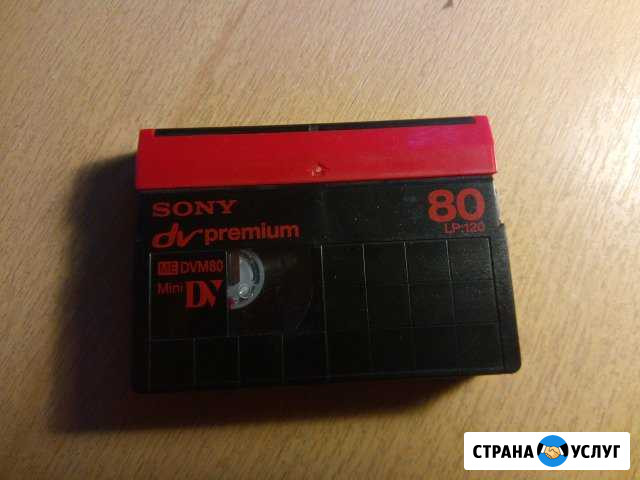 SONY
80
LP:120
dv premium
ME DVM80
Mini DV
СТРАНА УСЛУГ